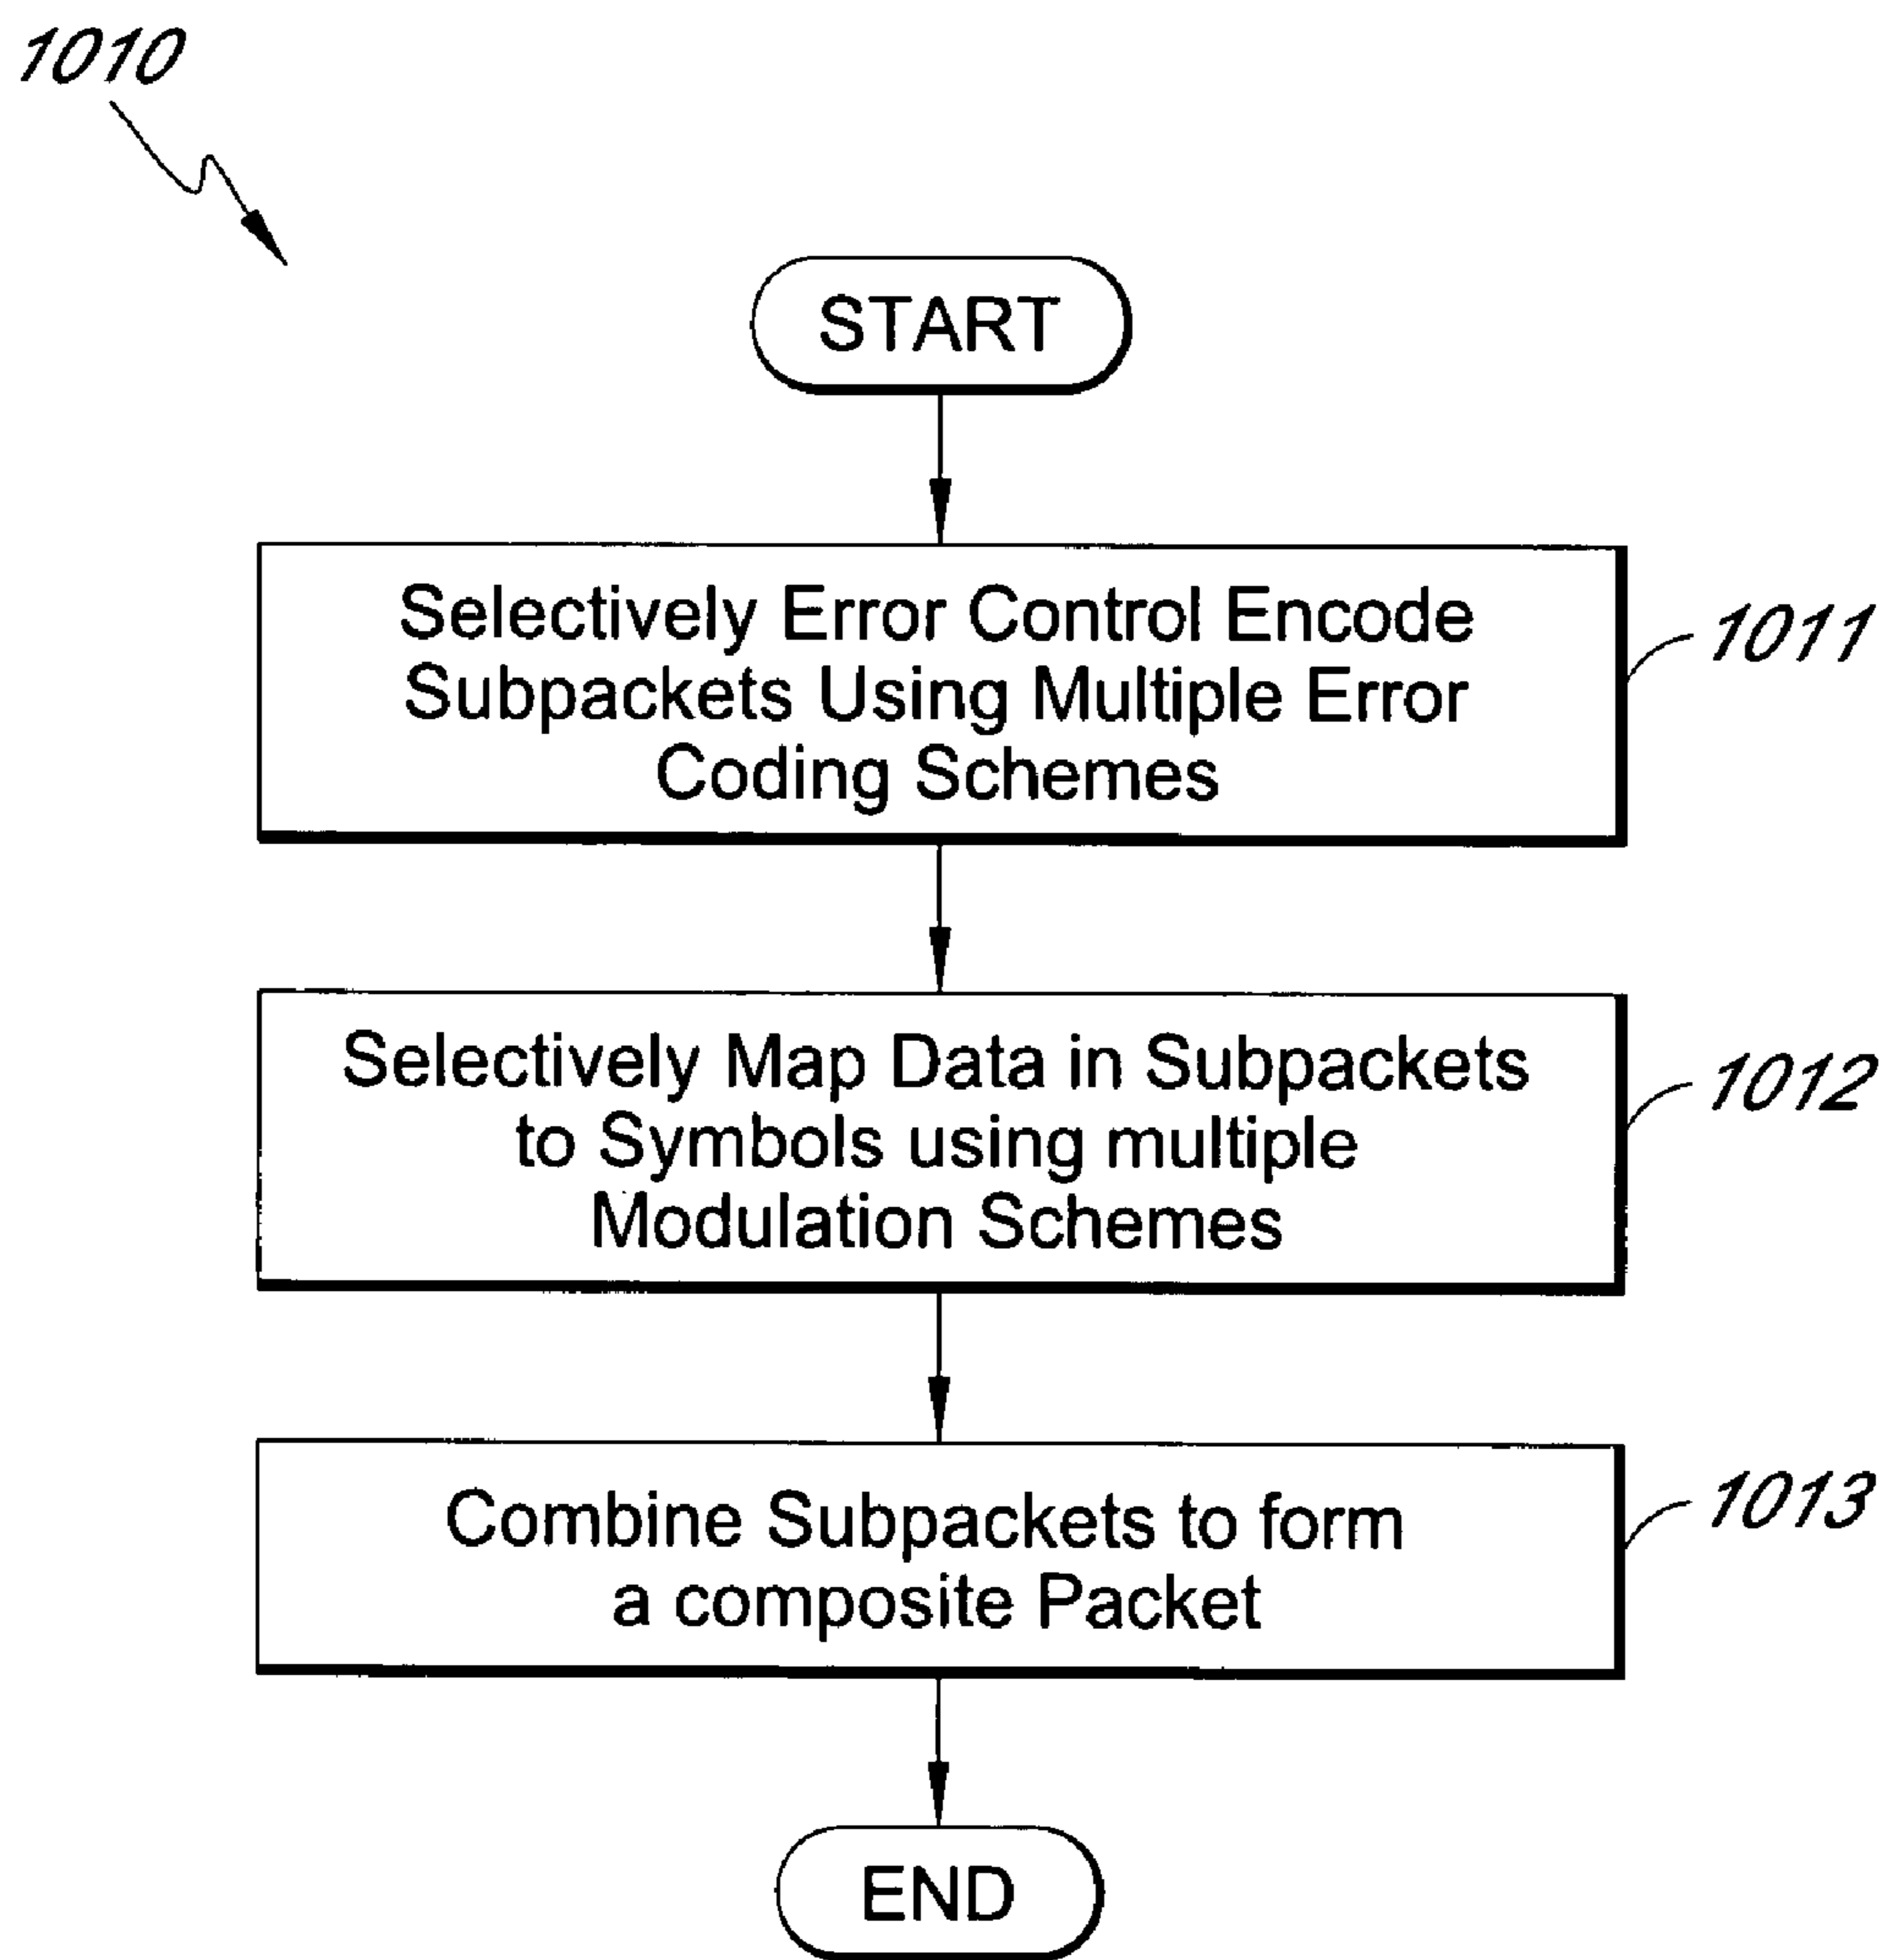 1010
START
Selectively Error Control Encode
Subpackets Using Multiple Error
Coding Schemes
1011
Selectively Map Data in Subpackets
to Symbols using multiple
Modulation Schemes
1012
Combine Subpackets to form
a composite Packet
1013
END